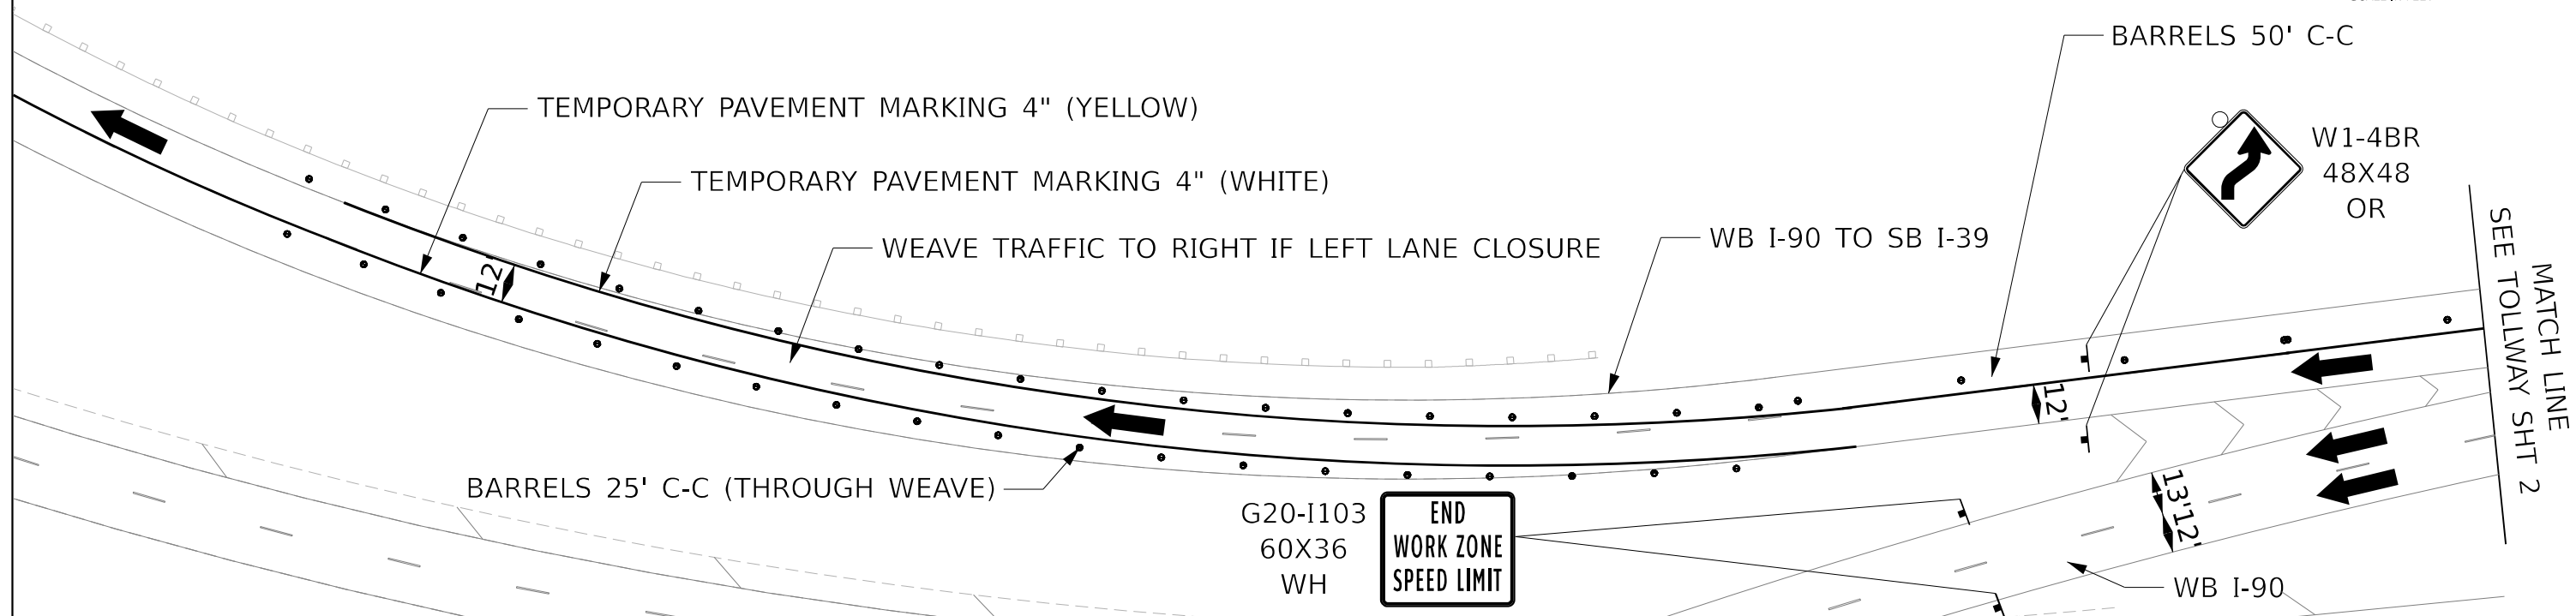 BARRELS 50' C-C
TEMPORARY PAVEMENT MARKING 4" (YELLOW)
W1-4BR
48X48
OR
TEMPORARY PAVEMENT MARKING 4" (WHITE)
WEAVE TRAFFIC TO RIGHT IF LEFT LANE CLOSURE
WB I-90 TO SB I-39
MATCH LINE
SEE TOLLWAY SHT 2
12'
12'
BARRELS 25' C-C (THROUGH WEAVE)
13'
12'
G20-I103
60X36
WH
END
WORK ZONE
SPEED LIMIT
WB I-90